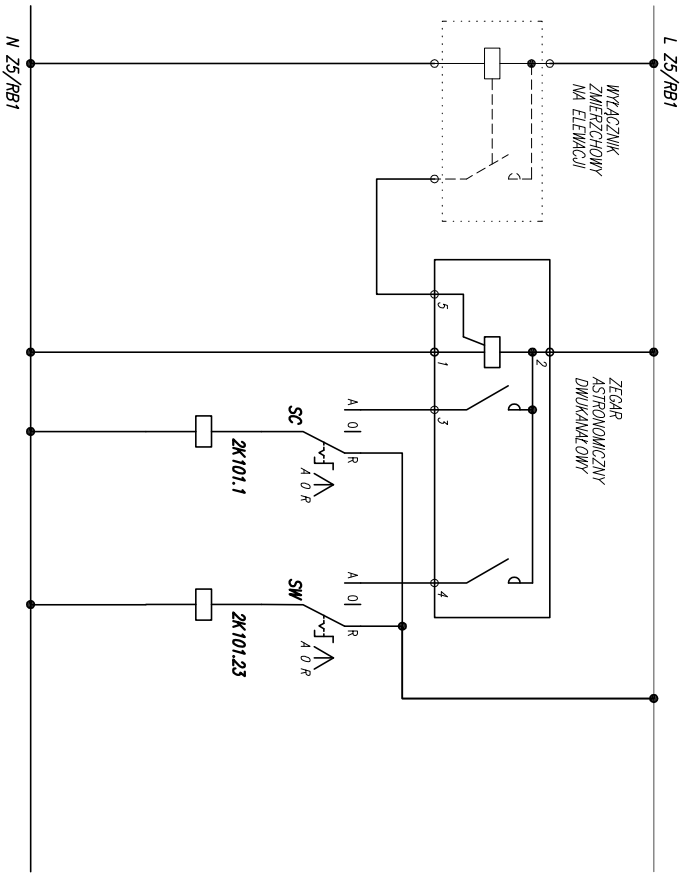 L Z5/RB1
WYŁĄCZNIK
ZMIERZCHOWY
NA ELEWACJI
ZEGAR
ASTRONOMICZNY
DWUKANAŁOWY
2
5
1
3
4
A
0
R
SC
A 0 R
2K101.1
A
0
R
SW
A 0 R
2K101.23
N Z5/RB1